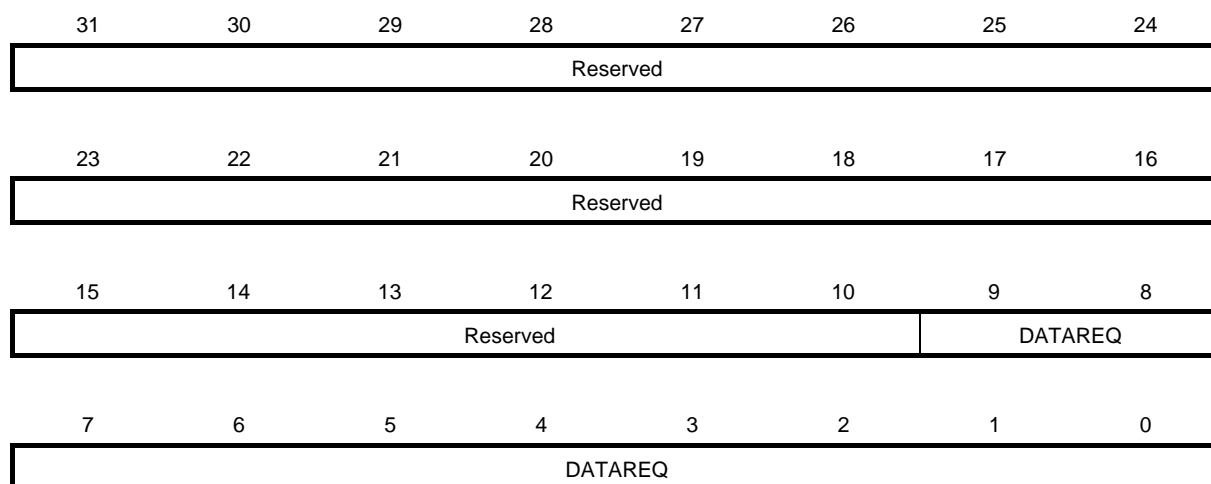 31 30 29 28 27 26 25 24
Reserved
23 22 21 20 19 18 17 16
Reserved
15 14 13 12 11 10 9 8
Reserved DATAREQ
7 6 5 4 3 2 1 0
DATAREQ